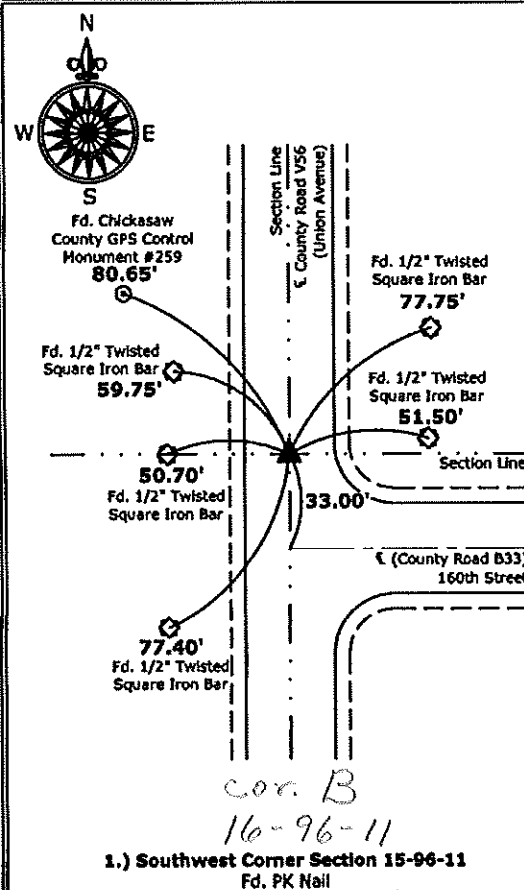 N
W
E
S
Fd. Chickasaw
County GPS Control
Monument #259
80.65'
Section Line
℄ County Road V56
(Union Avenue)
Fd. 1/2" Twisted
Square Iron Bar
77.75'
Fd. 1/2" Twisted
Square Iron Bar
59.75'
Fd. 1/2" Twisted
Square Iron Bar
51.50'
Section Line
50.70'
Fd. 1/2" Twisted
Square Iron Bar
33.00'
℄ (County Road B33)
160th Street
77.40'
Fd. 1/2" Twisted
Square Iron Bar
cor. B
16-96-11
1.) Southwest Corner Section 15-96-11
Fd. PK Nail